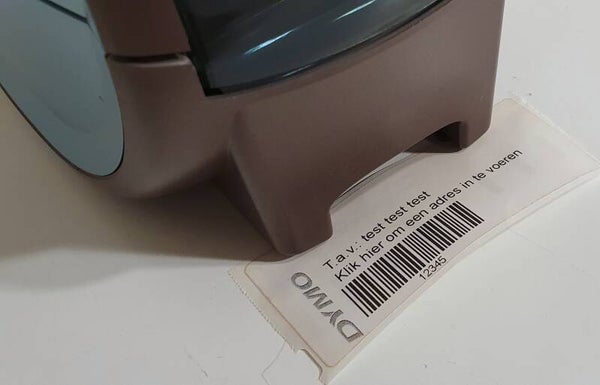 DYMO
T.a.v.: test test test
Klik hier om een adres in te voeren
12345